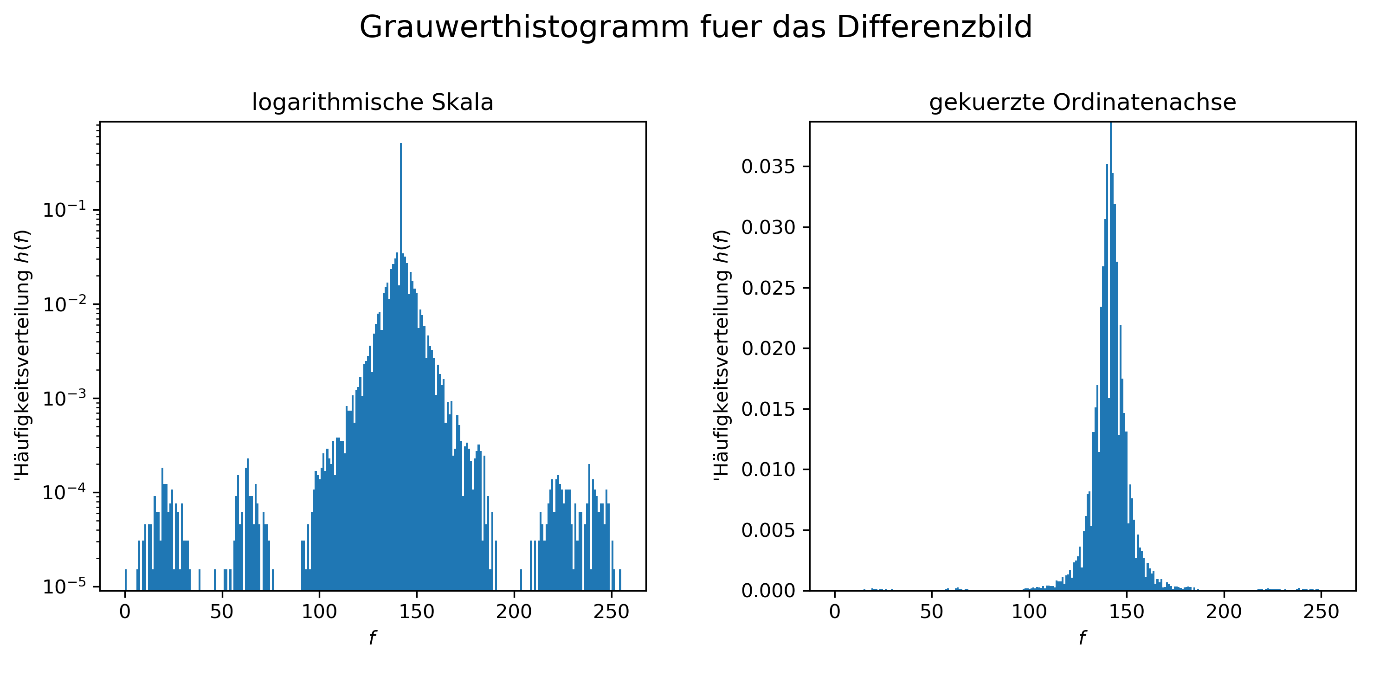 Grauwerthistogramm fuer das Differenzbild
logarithmische Skala
'Häufigkeitsverteilung h(f)
10⁻¹
10⁻²
10⁻³
10⁻⁴
10⁻⁵
0 50 100 150 200 250
f
gekuerzte Ordinatenachse
'Häufigkeitsverteilung h(f)
0.035
0.030
0.025
0.020
0.015
0.010
0.005
0.000
0 50 100 150 200 250
f